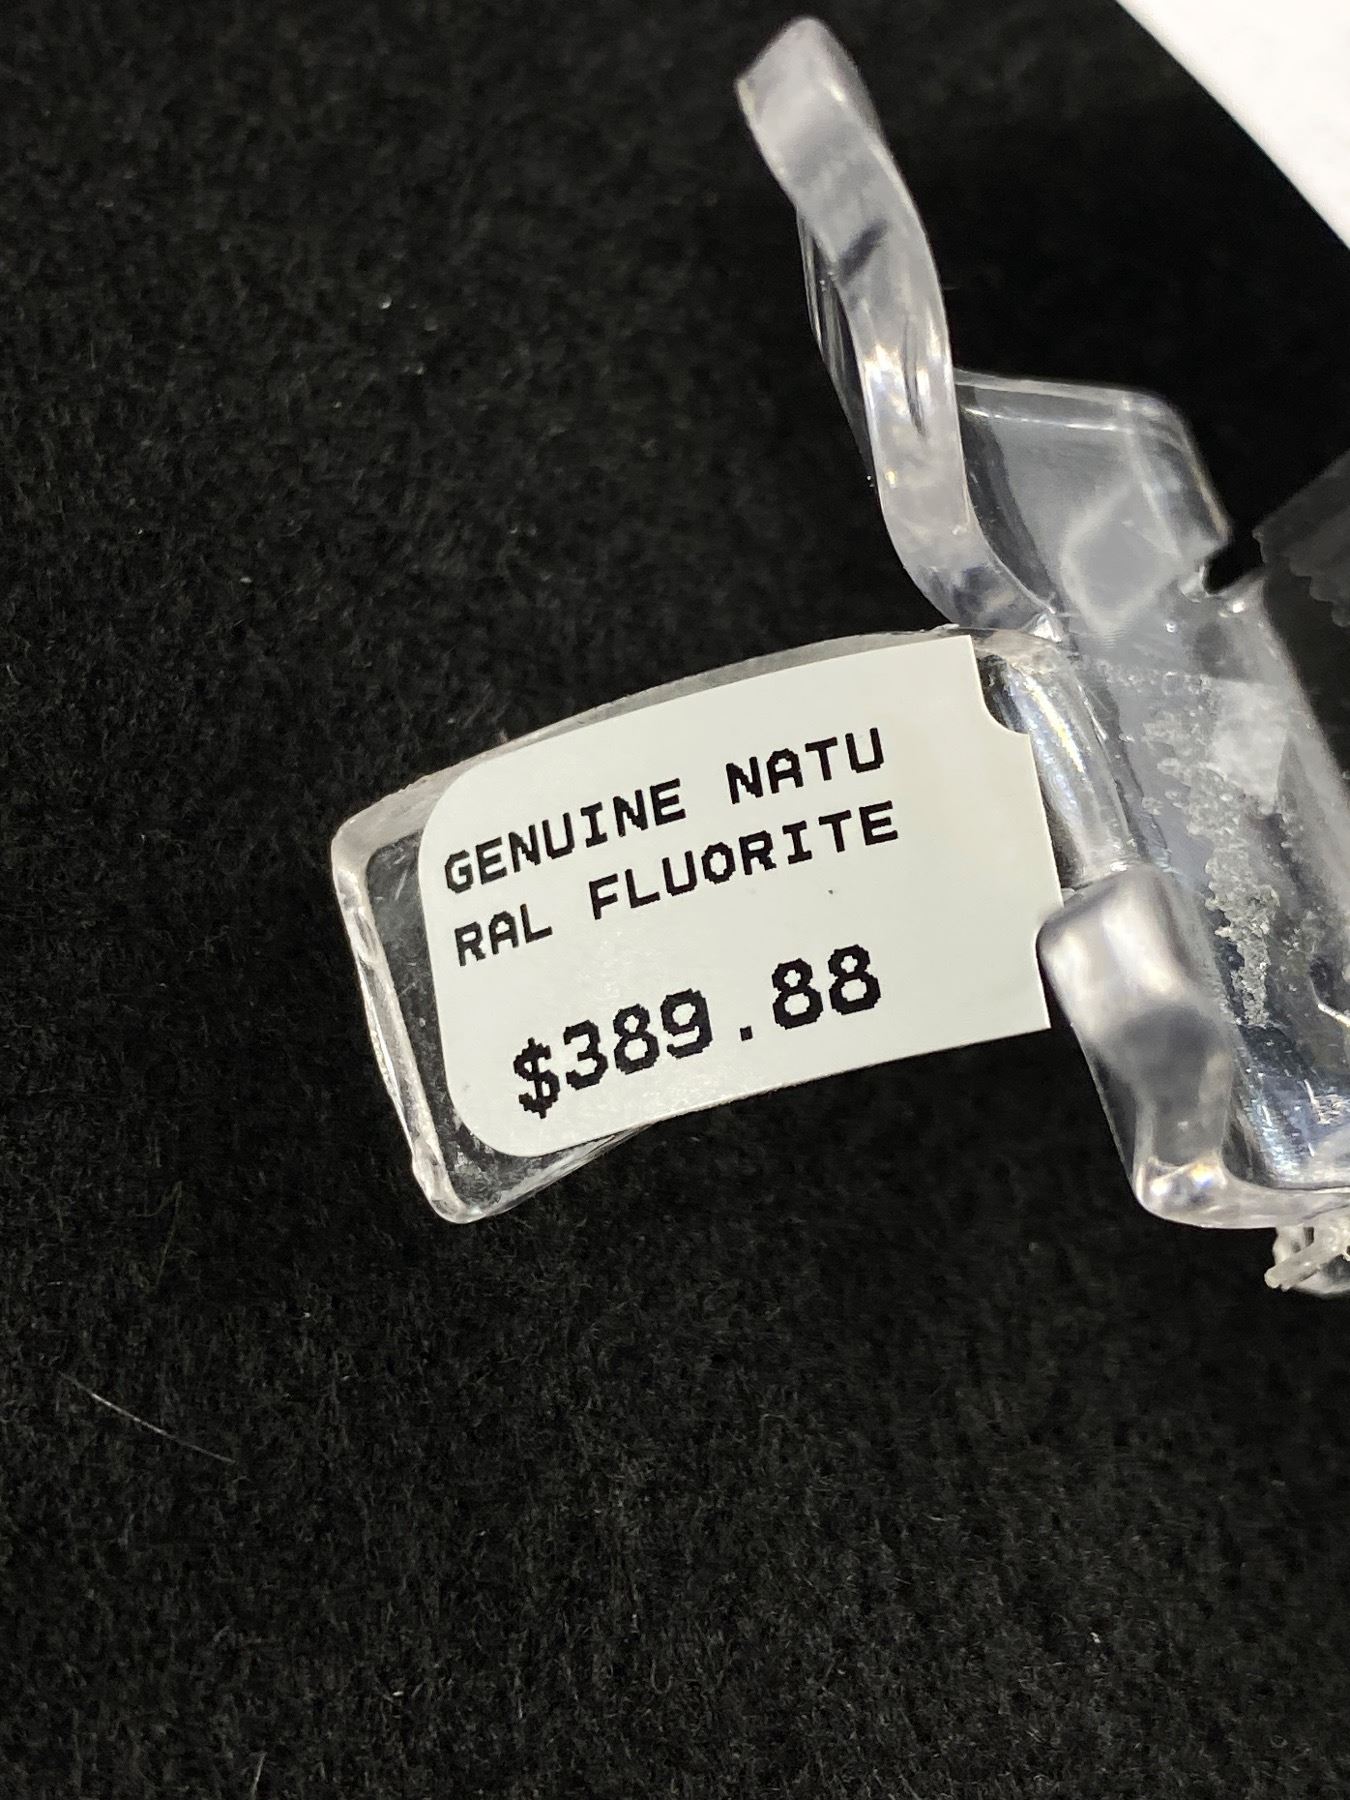 GENUINE NATU
RAL FLUORITE
$389.88